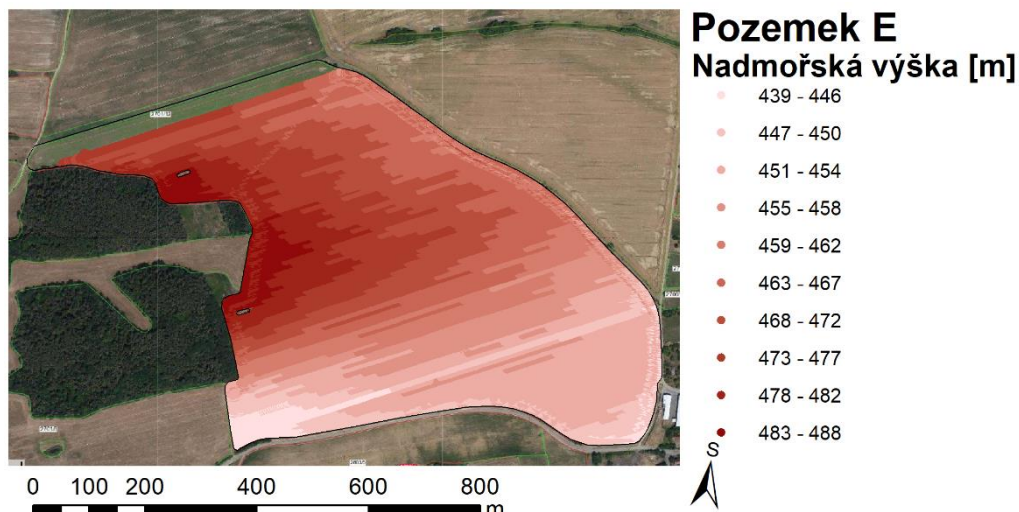 Pozemek E
Nadmořská výška [m]
439 - 446
447 - 450
451 - 454
455 - 458
459 - 462
463 - 467
468 - 472
473 - 477
478 - 482
483 - 488
S
0 100 200 400 600 800
m